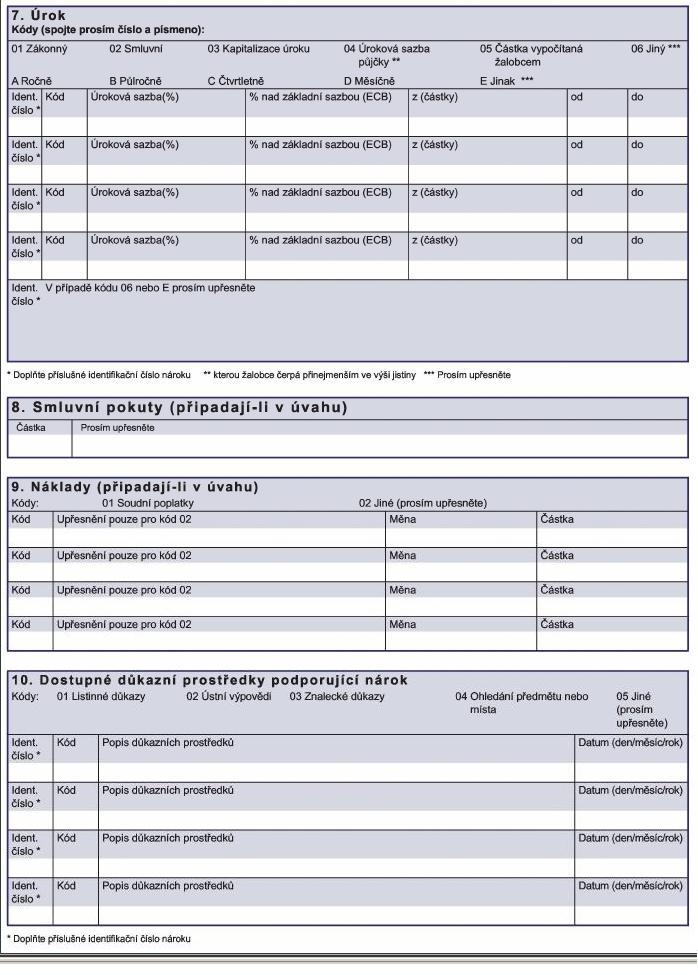 7. Úrok
Kódy (spojte prosím číslo a písmeno):
01 Zákonný 02 Smluvní 03 Kapitalizace úroku 04 Úroková sazba půjčky ** 05 Částka vypočítaná žalobcem 06 Jiný ***
A Ročně B Půlročně C Čtvrtletně D Měsíčně E Jinak ***
Ident. číslo * Kód Úroková sazba(%) % nad základní sazbou (ECB) z (částky) od do
Ident. číslo * Kód Úroková sazba(%) % nad základní sazbou (ECB) z (částky) od do
Ident. číslo * Kód Úroková sazba(%) % nad základní sazbou (ECB) z (částky) od do
Ident. číslo * Kód Úroková sazba(%) % nad základní sazbou (ECB) z (částky) od do
Ident. číslo * V případě kódu 06 nebo E prosím upřesněte
* Doplňte příslušné identifikační číslo nároku ** kterou žalobce čerpá přinejmenším ve výši jistiny *** Prosím upřesněte
8. Smluvní pokuty (připadají-li v úvahu)
Částka Prosím upřesněte
9. Náklady (připadají-li v úvahu)
Kódy: 01 Soudní poplatky 02 Jiné (prosím upřesněte)
Kód Upřesnění pouze pro kód 02 Měna Částka
Kód Upřesnění pouze pro kód 02 Měna Částka
Kód Upřesnění pouze pro kód 02 Měna Částka
Kód Upřesnění pouze pro kód 02 Měna Částka
10. Dostupné důkazní prostředky podporující nárok
Kódy: 01 Listinné důkazy 02 Ústní výpovědi 03 Znalecké důkazy 04 Ohledání předmětu nebo místa 05 Jiné (prosím upřesněte)
Ident. číslo * Kód Popis důkazních prostředků Datum (den/měsíc/rok)
Ident. číslo * Kód Popis důkazních prostředků Datum (den/měsíc/rok)
Ident. číslo * Kód Popis důkazních prostředků Datum (den/měsíc/rok)
Ident. číslo * Kód Popis důkazních prostředků Datum (den/měsíc/rok)
* Doplňte příslušné identifikační číslo nároku